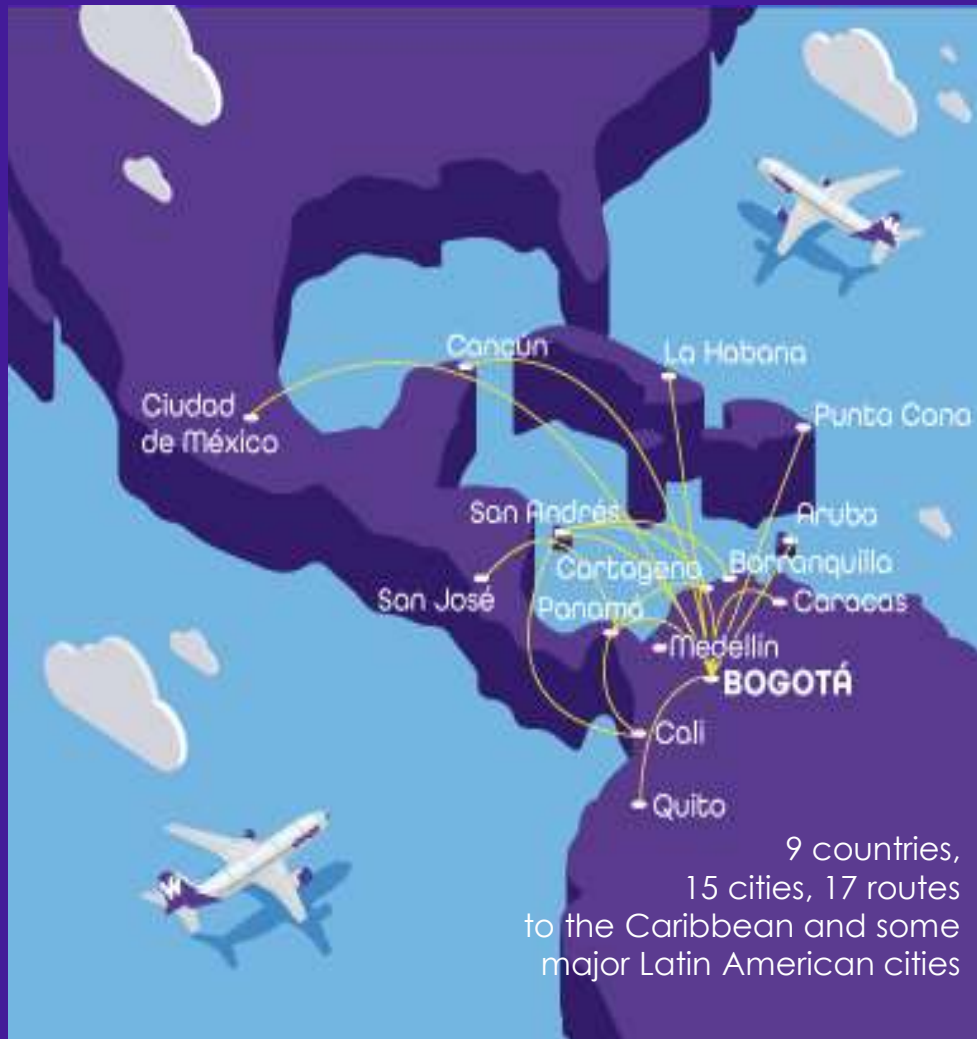 Cancún
La Habana
Ciudad
de México
Punta Cana
San Andrés
Aruba
Cartagena
Barranquilla
San José
Panamá
Caracas
Medellín
BOGOTÁ
Cali
Quito
9 countries,
15 cities, 17 routes
to the Caribbean and some
major Latin American cities